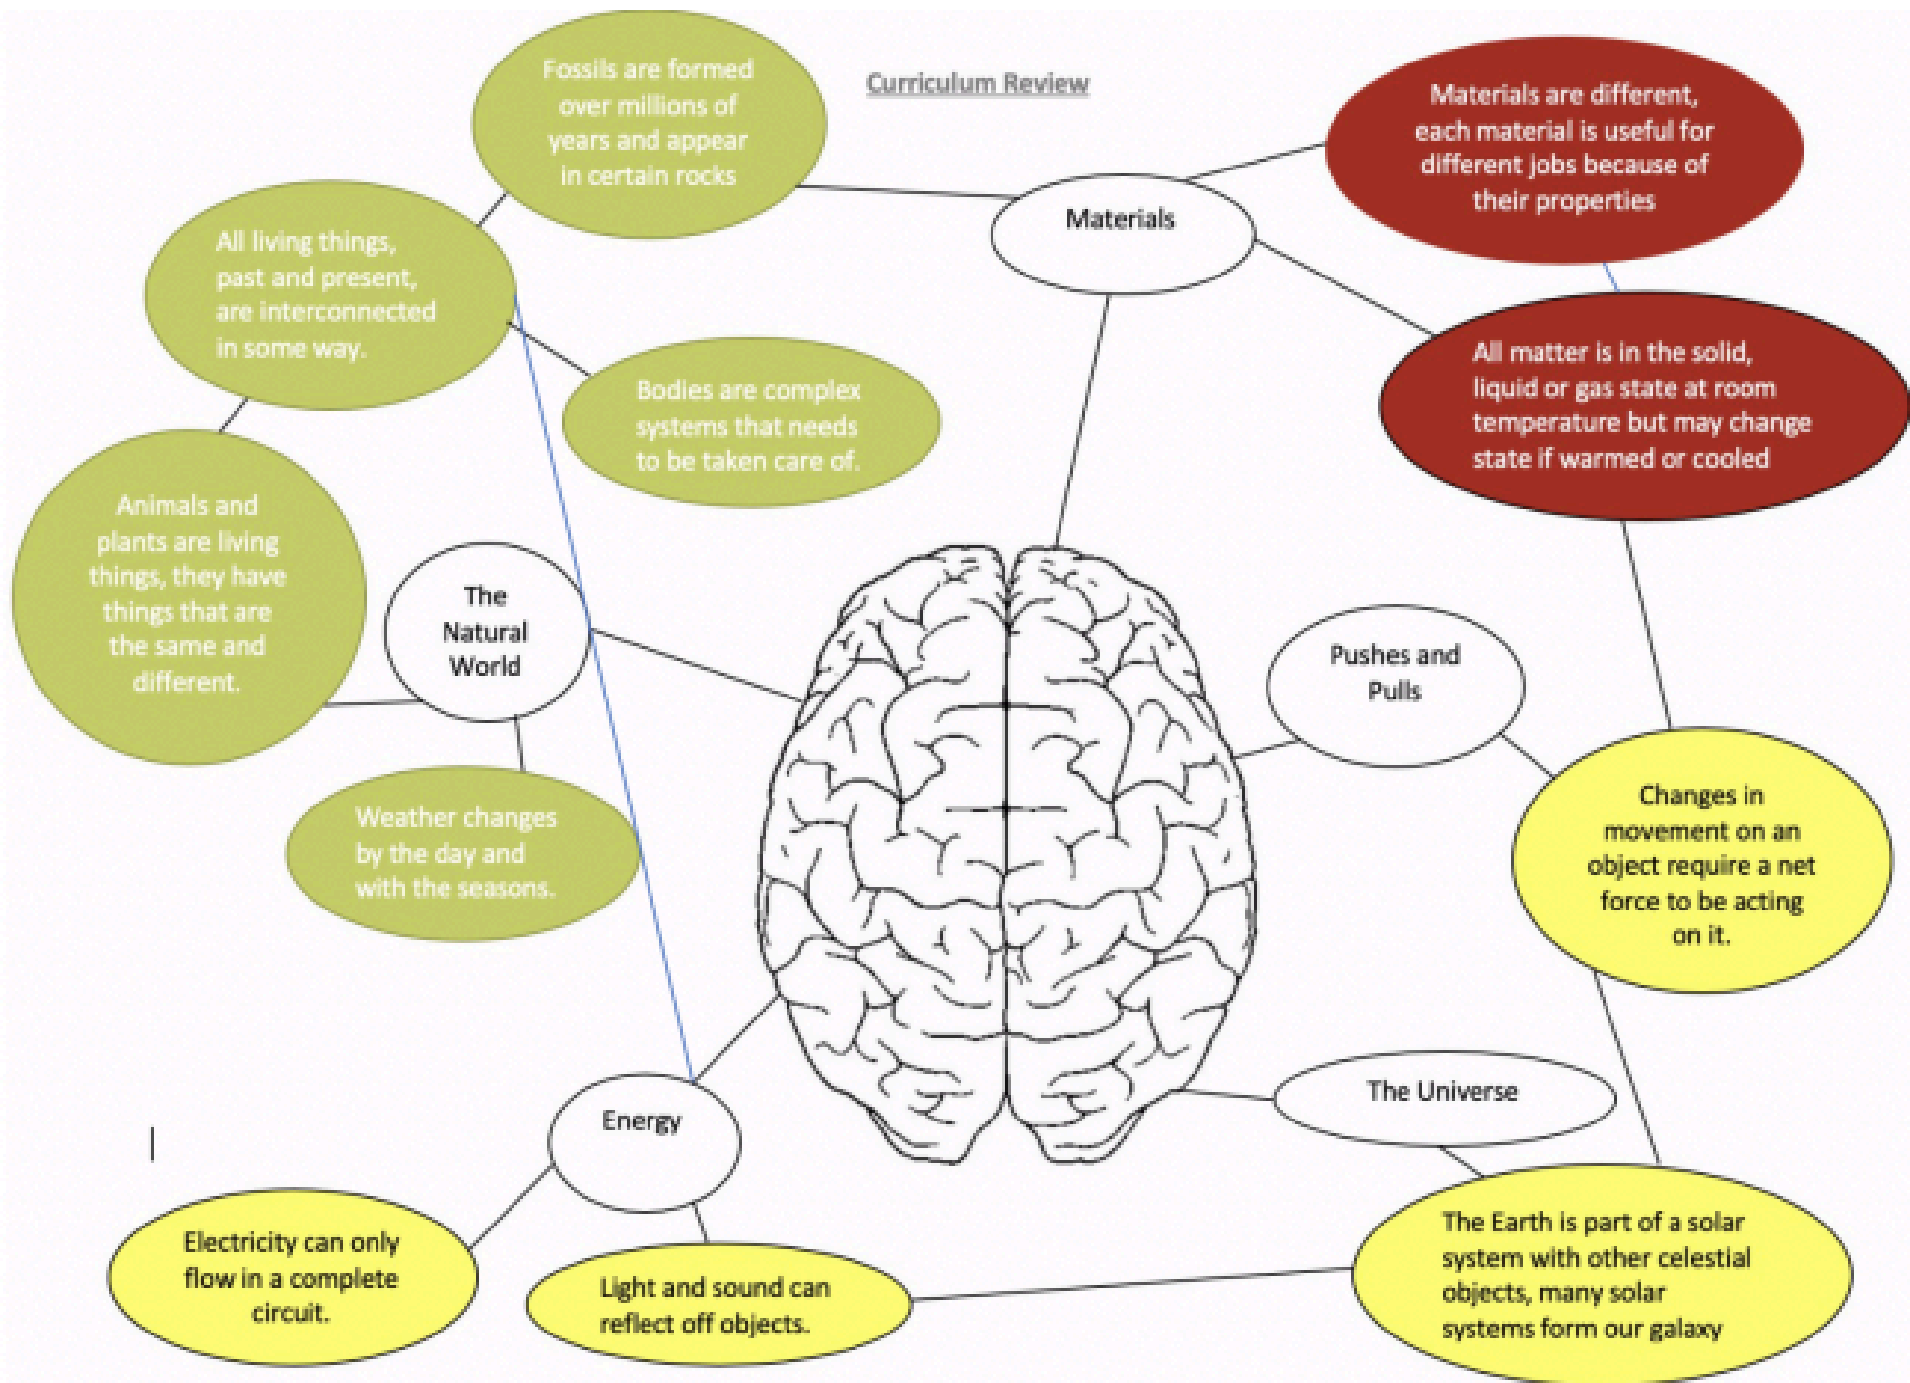 Curriculum Review
Fossils are formed
over millions of
years and appear
in certain rocks
Materials are different,
each material is useful for
different jobs because of
their properties
Materials
All living things,
past and present,
are interconnected
in some way.
All matter is in the solid,
liquid or gas state at room
temperature but may change
state if warmed or cooled
Bodies are complex
systems that needs
to be taken care of.
Animals and
plants are living
things, they have
things that are
the same and
different.
The
Natural
World
Pushes and
Pulls
Weather changes
by the day and
with the seasons.
Changes in
movement on an
object require a net
force to be acting
on it.
Energy
The Universe
Electricity can only
flow in a complete
circuit.
Light and sound can
reflect off objects.
The Earth is part of a solar
system with other celestial
objects, many solar
systems form our galaxy